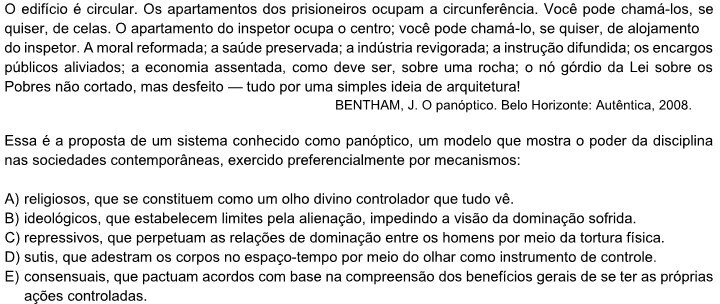 O edifício é circular. Os apartamentos dos prisioneiros ocupam a circunferência. Você pode chamá-los, se
quiser, de celas. O apartamento do inspetor ocupa o centro; você pode chamá-lo, se quiser, de alojamento
do inspetor. A moral reformada; a saúde preservada; a indústria revigorada; a instrução difundida; os encargos
públicos aliviados; a economia assentada, como deve ser, sobre uma rocha; o nó górdio da Lei sobre os
Pobres não cortado, mas desfeito — tudo por uma simples ideia de arquitetura!
BENTHAM, J. O panóptico. Belo Horizonte: Autêntica, 2008.
Essa é a proposta de um sistema conhecido como panóptico, um modelo que mostra o poder da disciplina
nas sociedades contemporâneas, exercido preferencialmente por mecanismos:
A) religiosos, que se constituem como um olho divino controlador que tudo vê.
B) ideológicos, que estabelecem limites pela alienação, impedindo a visão da dominação sofrida.
C) repressivos, que perpetuam as relações de dominação entre os homens por meio da tortura física.
D) sutis, que adestram os corpos no espaço-tempo por meio do olhar como instrumento de controle.
E) consensuais, que pactuam acordos com base na compreensão dos benefícios gerais de se ter as próprias
ações controladas.